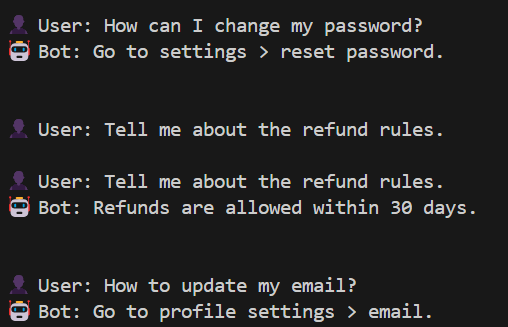 👤 User: How can I change my password?
🤖 Bot: Go to settings > reset password.
👤 User: Tell me about the refund rules.
👤 User: Tell me about the refund rules.
🤖 Bot: Refunds are allowed within 30 days.
👤 User: How to update my email?
🤖 Bot: Go to profile settings > email.